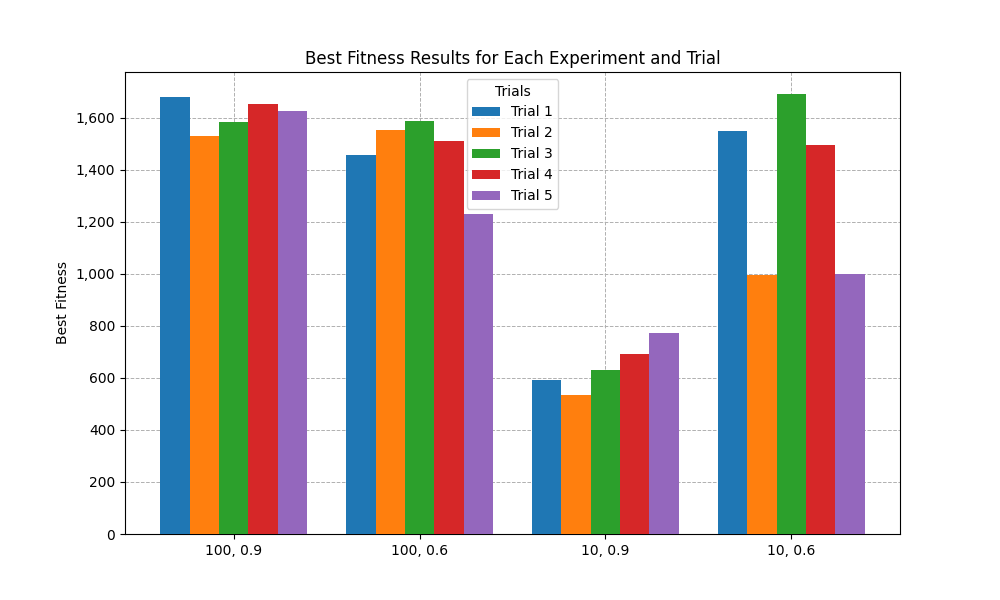 Best Fitness Results for Each Experiment and Trial
Trials
Trial 1
Trial 2
Trial 3
Trial 4
Trial 5
Best Fitness
1,600
1,400
1,200
1,000
800
600
400
200
0
100, 0.9
100, 0.6
10, 0.9
10, 0.6